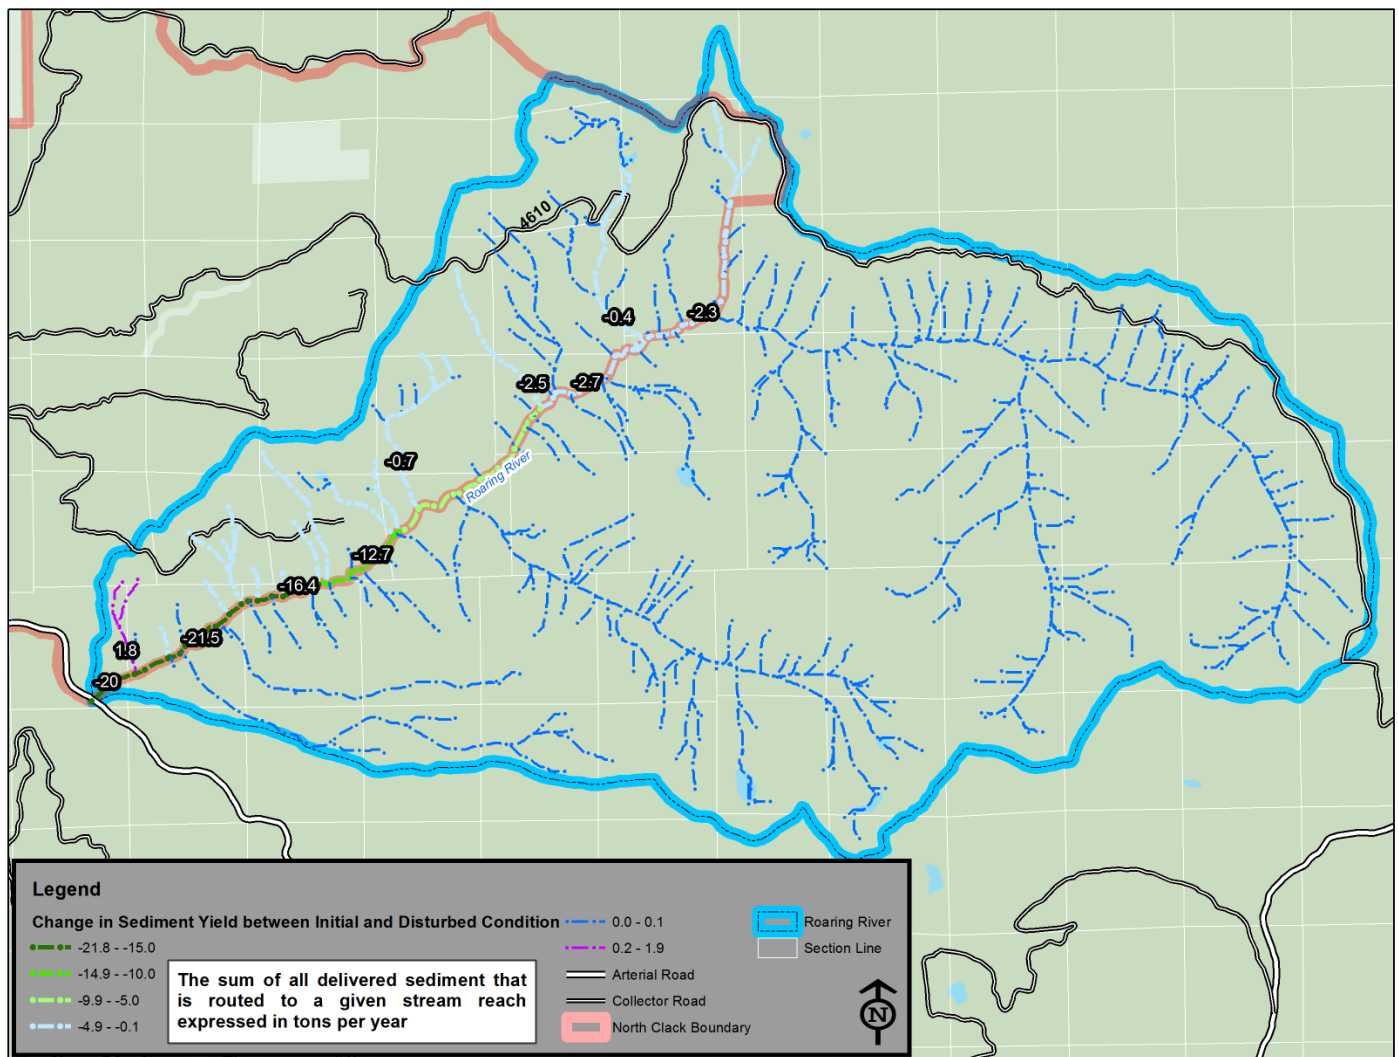 4610
-0.4
-2.3
-2.5
-2.7
-0.7
Roaring River
-12.7
-16.4
-21.5
1.8
-20
Legend
Change in Sediment Yield between Initial and Disturbed Condition
-21.8 - -15.0
-14.9 - -10.0
-9.9 - -5.0
-4.9 - -0.1
The sum of all delivered sediment that
is routed to a given stream reach
expressed in tons per year
0.0 - 0.1
0.2 - 1.9
Arterial Road
Collector Road
North Clack Boundary
Roaring River
Section Line
N